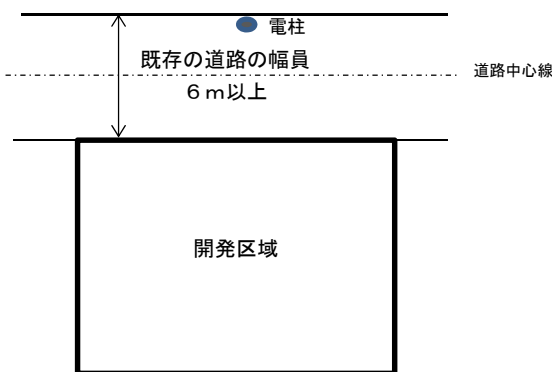 電柱
既存の道路の幅員
道路中心線
６ｍ以上
開発区域